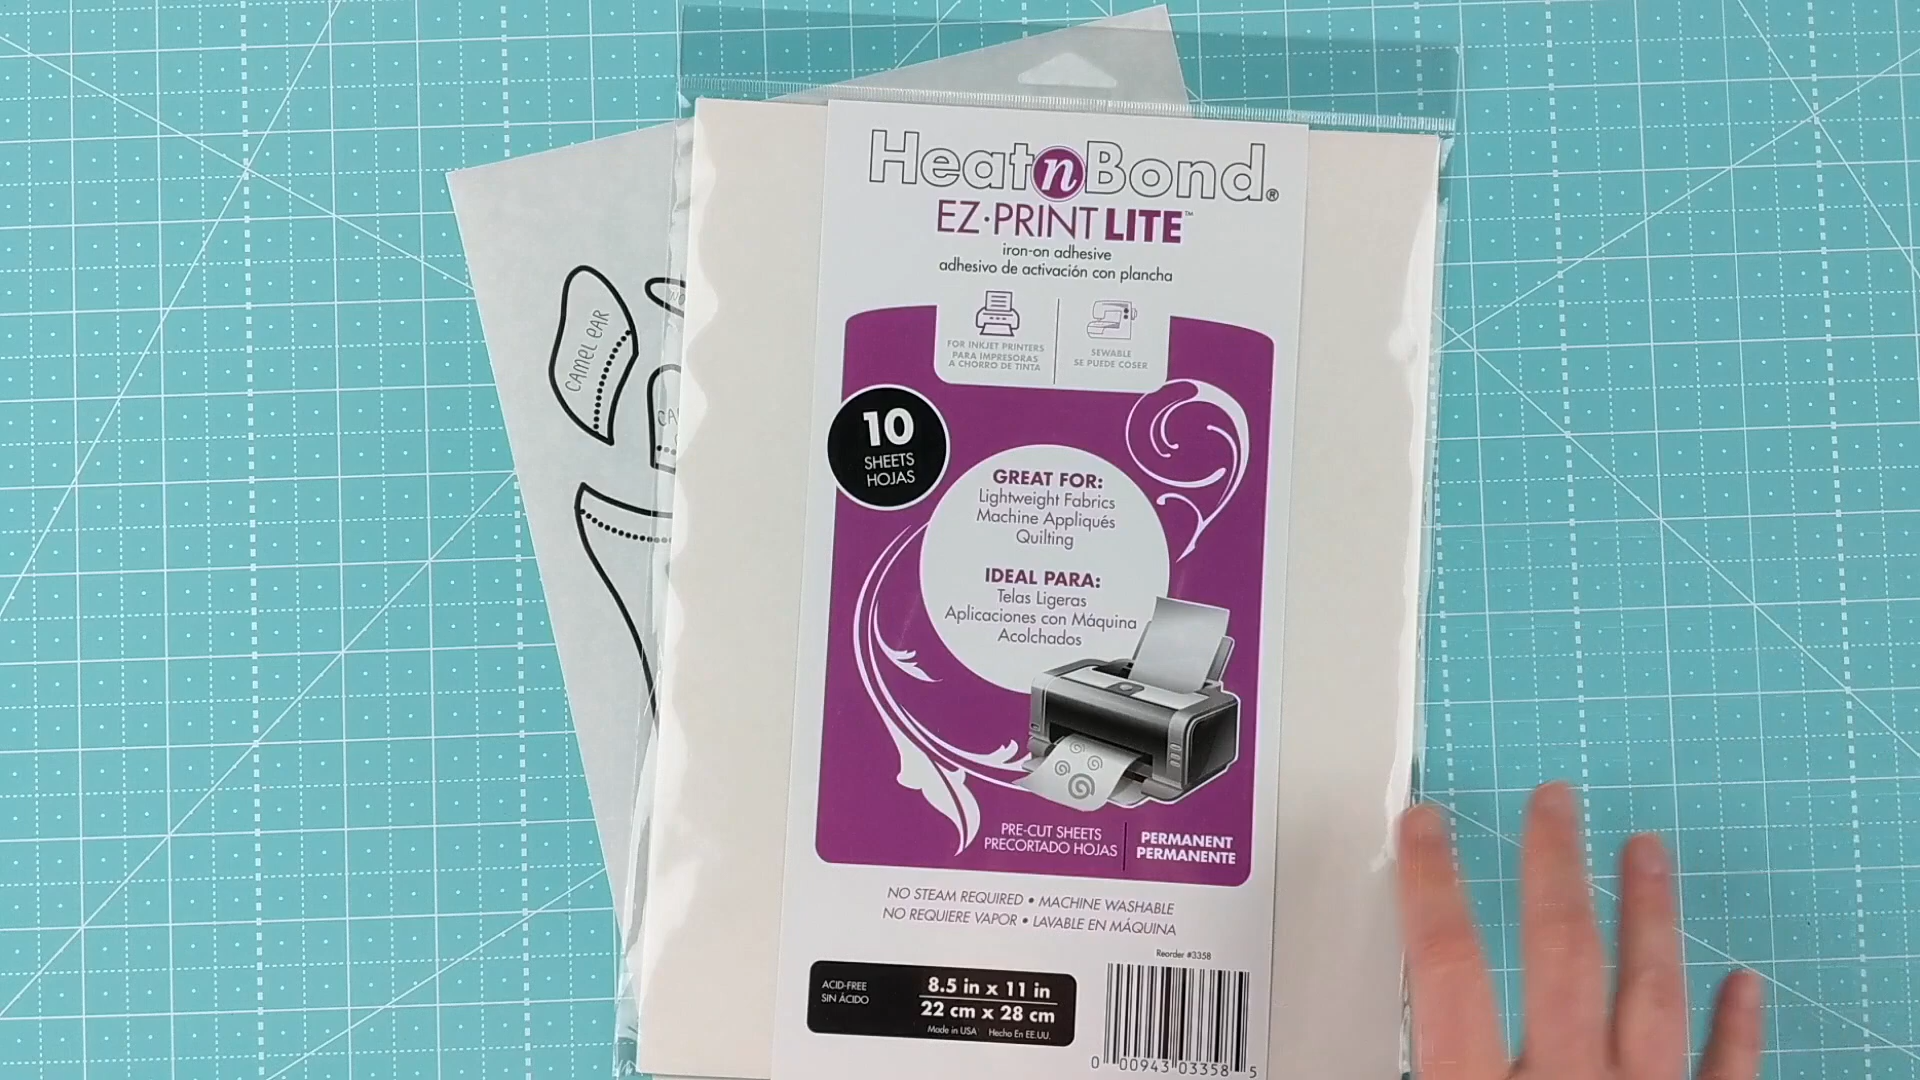 HeatnBond®
EZ·PRINT LITE™
iron-on adhesive
adhesivo de activación con plancha
FOR INKJET PRINTERS
PARA IMPRESORAS
A CHORRO DE TINTA
SEWABLE
SE PUEDE COSER
10
SHEETS
HOJAS
GREAT FOR:
Lightweight Fabrics
Machine Appliqués
Quilting
IDEAL PARA:
Telas Ligeras
Aplicaciones con Máquina
Acolchados
PRE-CUT SHEETS
PRECORTADO HOJAS
PERMANENT
PERMANENTE
NO STEAM REQUIRED • MACHINE WASHABLE
NO REQUIERE VAPOR • LAVABLE EN MÁQUINA
Reorder #3358
ACID-FREE
SIN ÁCIDO
8.5 in x 11 in
22 cm x 28 cm
Made in USA Hecho En EE.UU.
0 00943 03358 5
CAMEL EAR